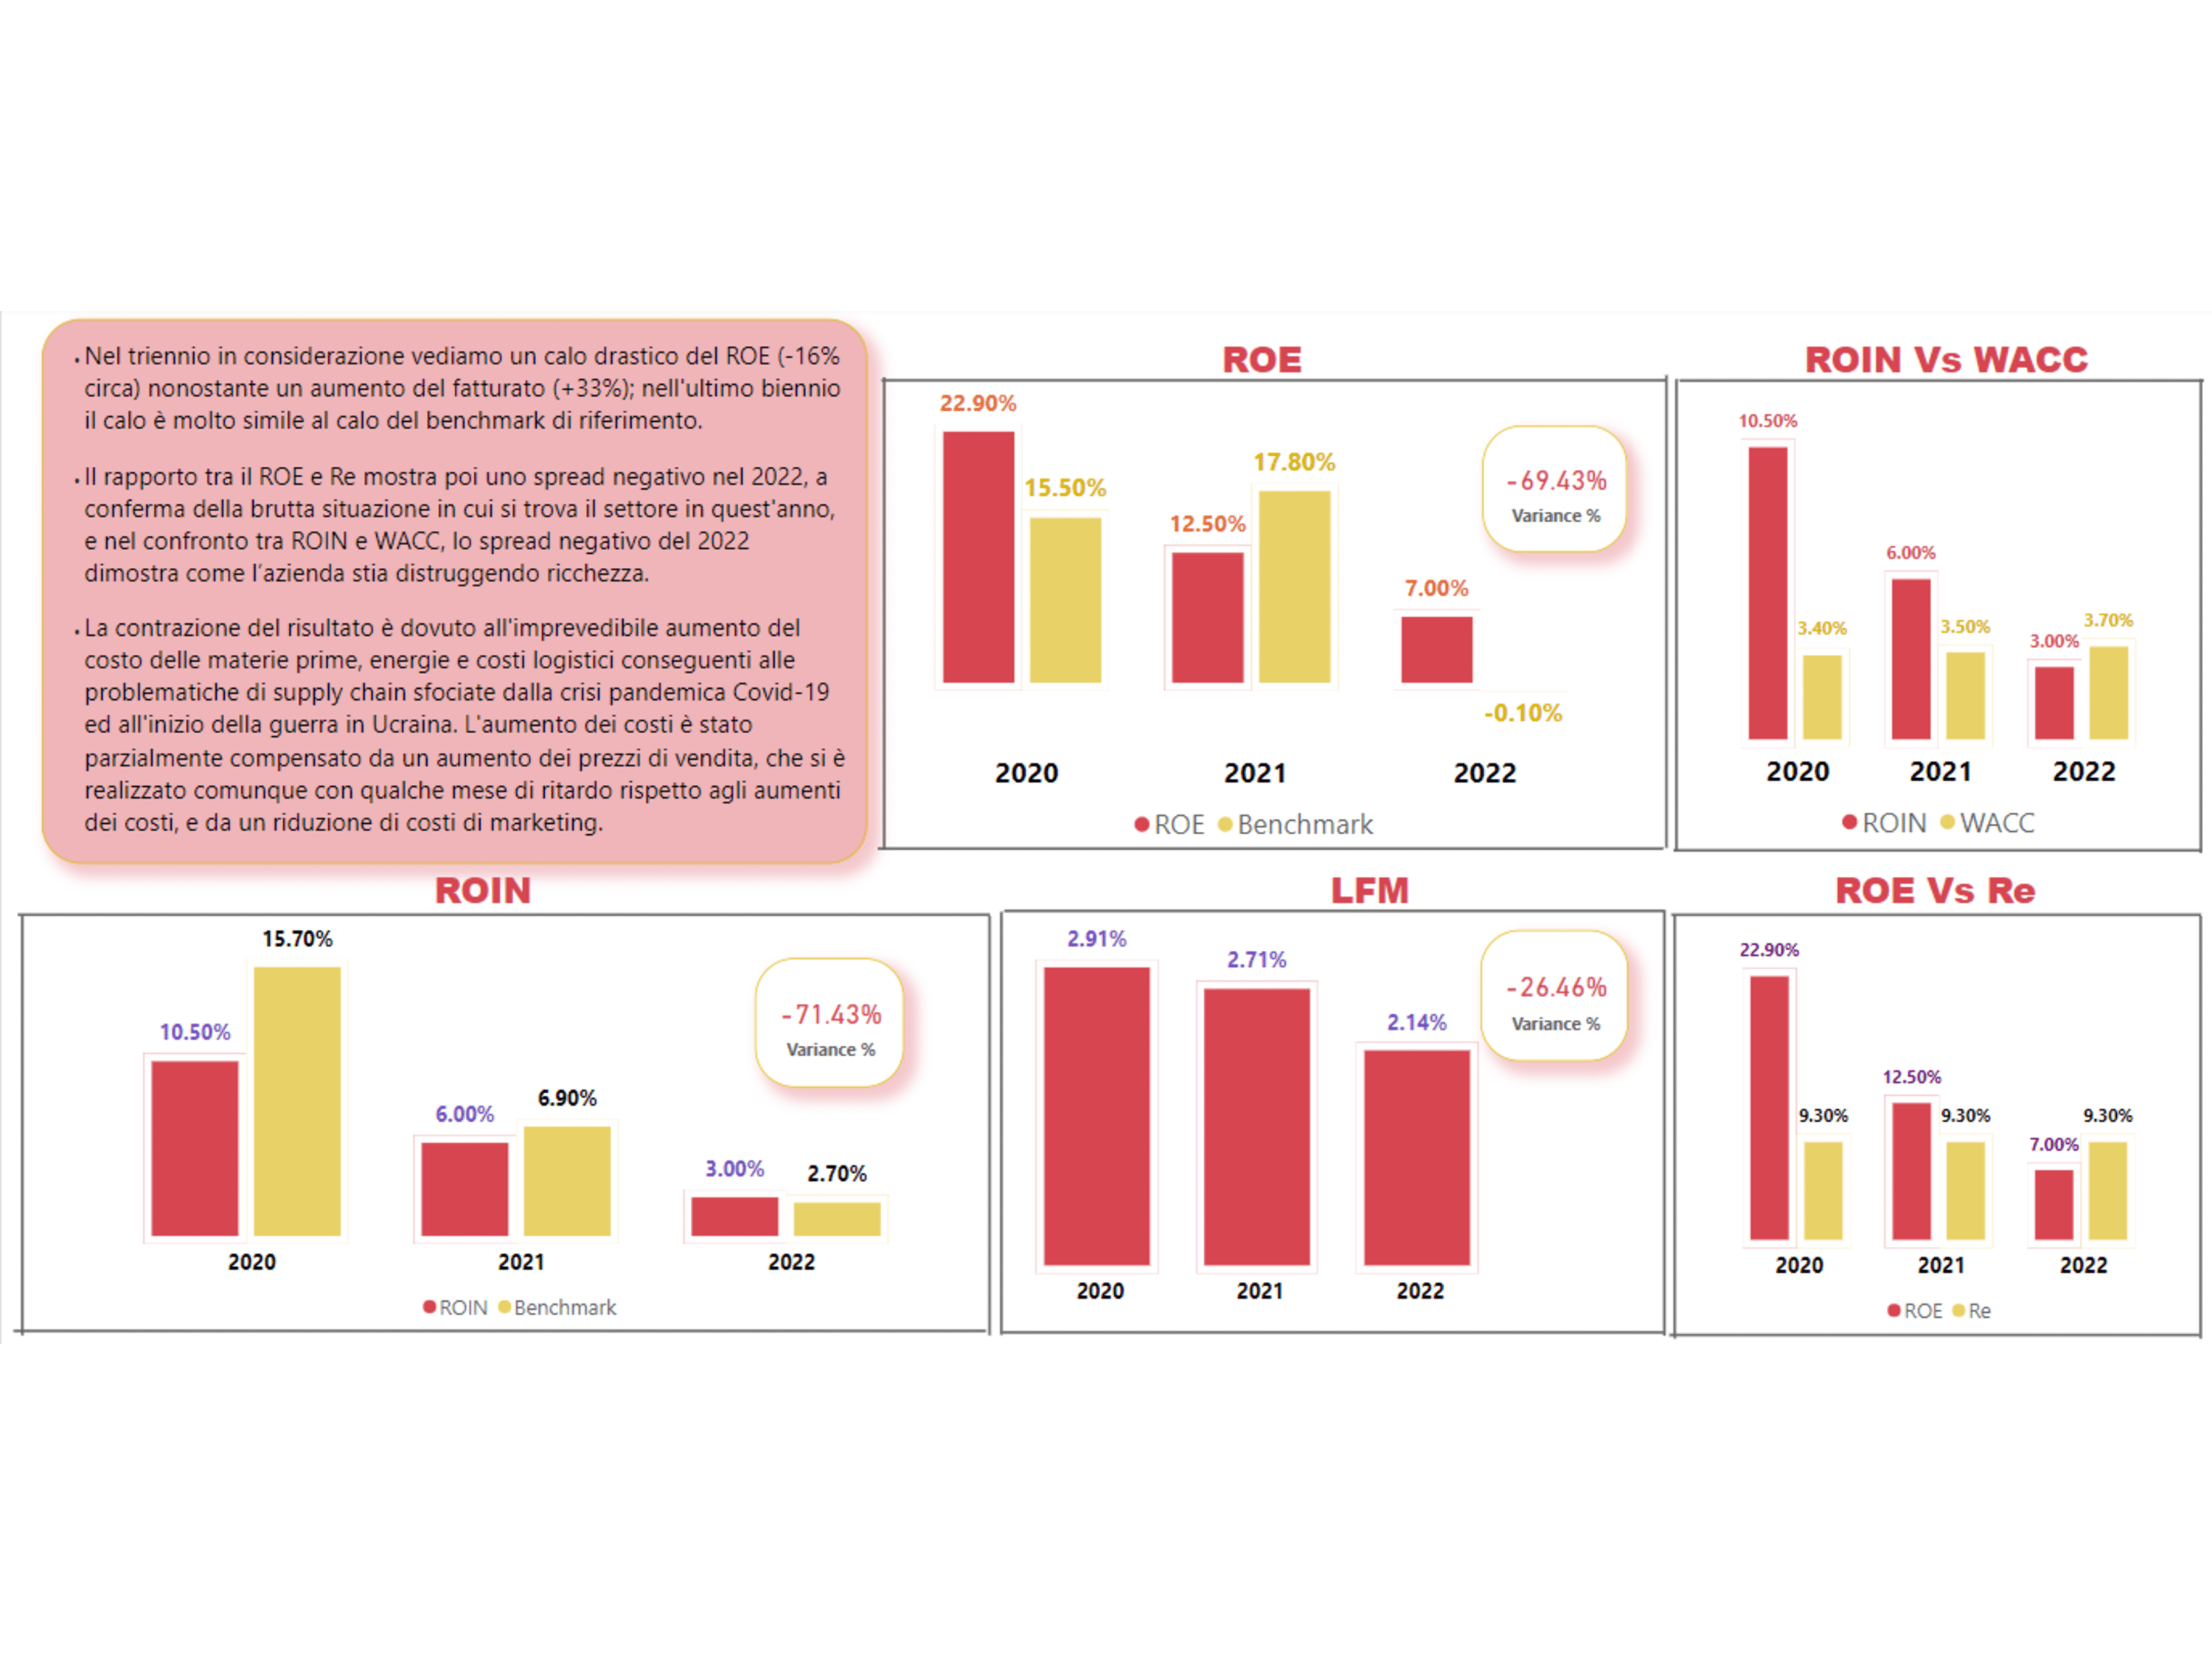 • Nel triennio in considerazione vediamo un calo drastico del ROE (-16%
circa) nonostante un aumento del fatturato (+33%); nell'ultimo biennio
il calo è molto simile al calo del benchmark di riferimento.
• Il rapporto tra il ROE e Re mostra poi uno spread negativo nel 2022, a
conferma della brutta situazione in cui si trova il settore in quest'anno,
e nel confronto tra ROIN e WACC, lo spread negativo del 2022
dimostra come l'azienda stia distruggendo ricchezza.
• La contrazione del risultato è dovuto all'imprevedibile aumento del
costo delle materie prime, energie e costi logistici conseguenti alle
problematiche di supply chain sfociate dalla crisi pandemica Covid-19
ed all'inizio della guerra in Ucraina. L'aumento dei costi è stato
parzialmente compensato da un aumento dei prezzi di vendita, che si è
realizzato comunque con qualche mese di ritardo rispetto agli aumenti
dei costi, e da un riduzione di costi di marketing.
ROE
22.90%
15.50%
12.50%
17.80%
7.00%
-0.10%
-69.43%
Variance %
2020 2021 2022
ROE Benchmark
ROIN Vs WACC
10.50%
3.40%
6.00%
3.50%
3.00%
3.70%
2020 2021 2022
ROIN WACC
ROIN
10.50%
15.70%
6.00%
6.90%
3.00%
2.70%
-71.43%
Variance %
2020 2021 2022
ROIN Benchmark
LFM
2.91%
2.71%
2.14%
-26.46%
Variance %
2020 2021 2022
ROE Vs Re
22.90%
9.30%
12.50%
9.30%
7.00%
9.30%
2020 2021 2022
ROE Re